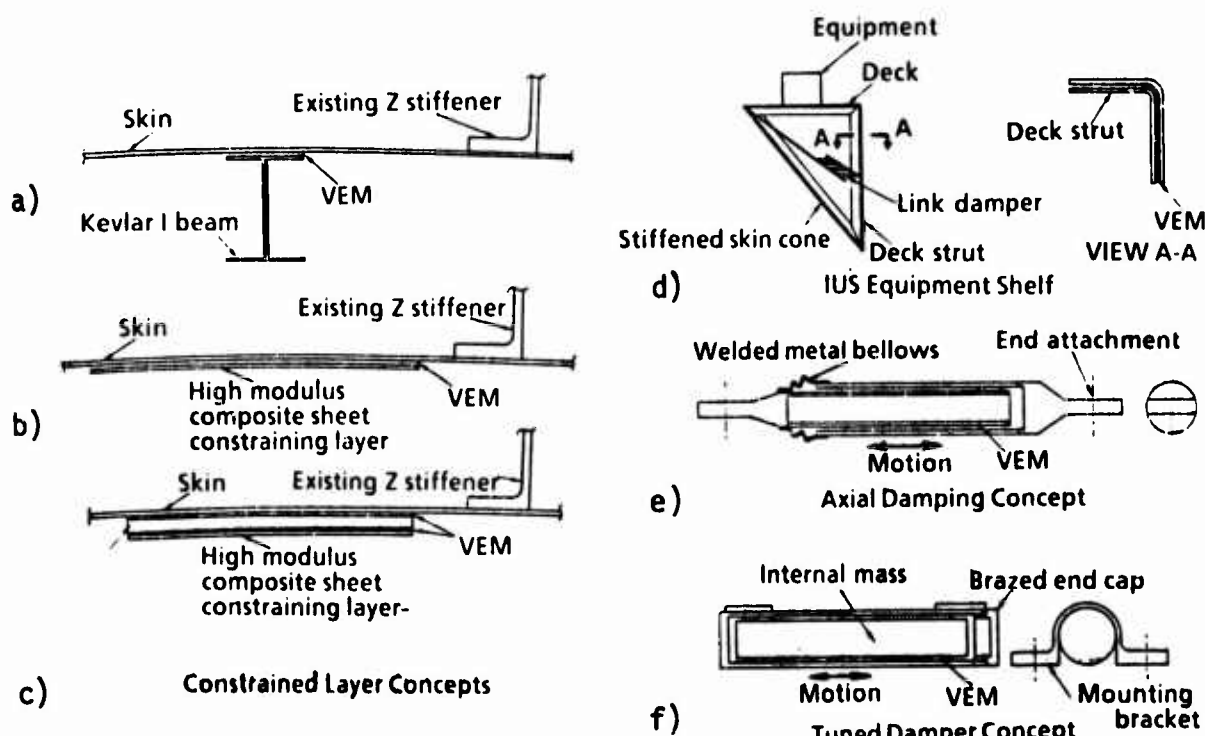 Skin
Existing Z stiffener
VEM
Kevlar I beam
a)
Skin
Existing Z stiffener
VEM
High modulus
composite sheet
constraining layer
b)
Skin
Existing Z stiffener
VEM
High modulus
composite sheet
constraining layer-
c)
Constrained Layer Concepts
Equipment
Deck
A
A
Link damper
Stiffened skin cone
Deck strut
Deck strut
VEM
VIEW A-A
d)
IUS Equipment Shelf
Welded metal bellows
End attachment
Motion
VEM
e)
Axial Damping Concept
Internal mass
Brazed end cap
Motion
VEM
Mounting
bracket
f)
Tuned Damper Concept